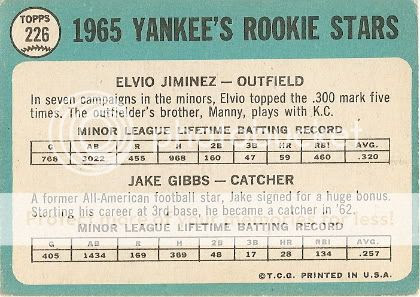 TOPPS
226
1965 YANKEE'S ROOKIE STARS
ELVIO JIMINEZ — OUTFIELD
In seven campaigns in the minors, Elvio topped the .300 mark five
times. The outfielder's brother, Manny, plays with K.C.
MINOR LEAGUE LIFETIME BATTING RECORD
G AB R H 2B 3B HR RBI AVG.
768 3022 455 968 160 47 59 460 .320
JAKE GIBBS — CATCHER
A former All-American football star, Jake signed for a huge bonus.
Starting his career at 3rd-base, he became a catcher in '62.
MINOR LEAGUE LIFETIME BATTING RECORD
G AB R H 2B 3B HR RBI AVG.
405 1434 169 369 48 17 28 134 .257
© T.C.G. PRINTED IN U.S.A.